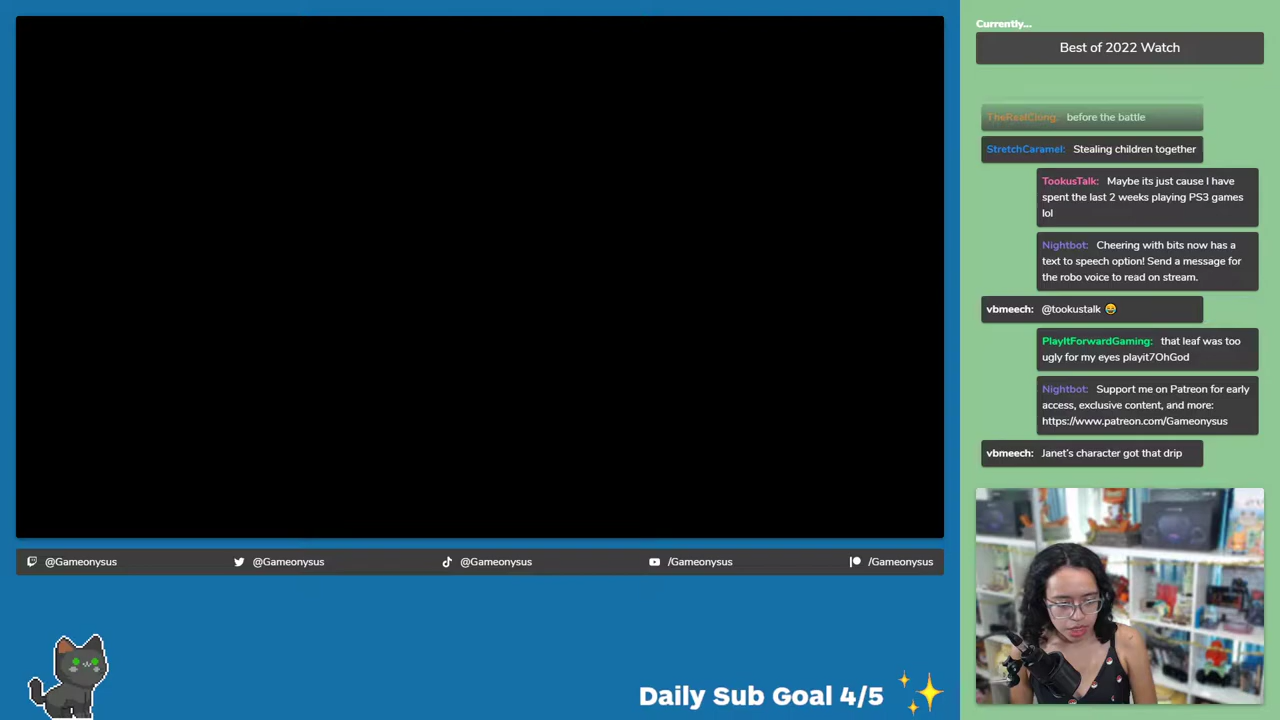 Currently...
Best of 2022 Watch
TheRealClung: before the battle
StretchCaramel: Stealing children together
TookusTalk: Maybe its just cause I have
spent the last 2 weeks playing PS3 games
lol
Nightbot: Cheering with bits now has a
text to speech option! Send a message for
the robo voice to read on stream.
vbmeech: @tookustalk 😂
PlayItForwardGaming: that leaf was too
ugly for my eyes playit7OhGod
Nightbot: Support me on Patreon for early
access, exclusive content, and more:
https://www.patreon.com/Gameonysus
vbmeech: Janet's character got that drip
@Gameonysus @Gameonysus @Gameonysus /Gameonysus /Gameonysus
Daily Sub Goal 4/5